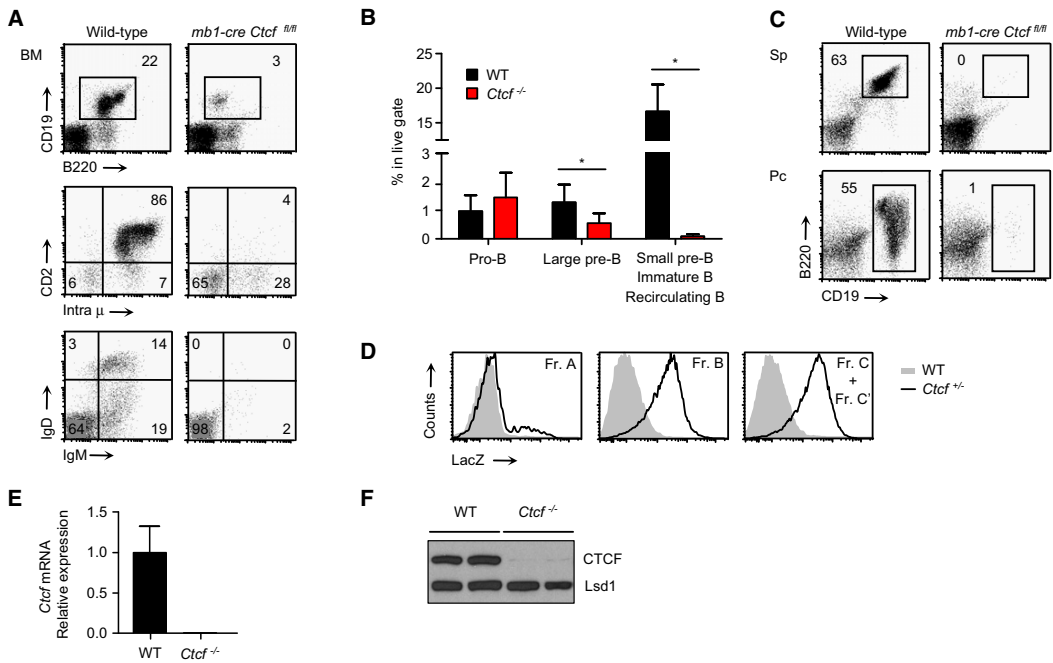 A
Wild-type
mb1-cre Ctcf fl/fl
BM
22
3
CD19
B220
86
4
6
7
65
28
CD2
Intra μ
3
14
0
0
64
19
98
2
IgD
IgM
B
% in live gate
25
20
15
10
3
2
1
0
WT
Ctcf -/-
*
*
Pro-B
Large pre-B
Small pre-B
Immature B
Recirculating B
C
Wild-type
mb1-cre Ctcf fl/fl
Sp
63
0
Pc
55
1
B220
CD19
D
Counts
LacZ
Fr. A
Fr. B
Fr. C
+
Fr. C'
WT
Ctcf +/-
E
Ctcf mRNA
Relative expression
1.5
1.0
0.5
0.0
WT
Ctcf -/-
F
WT
Ctcf -/-
CTCF
Lsd1